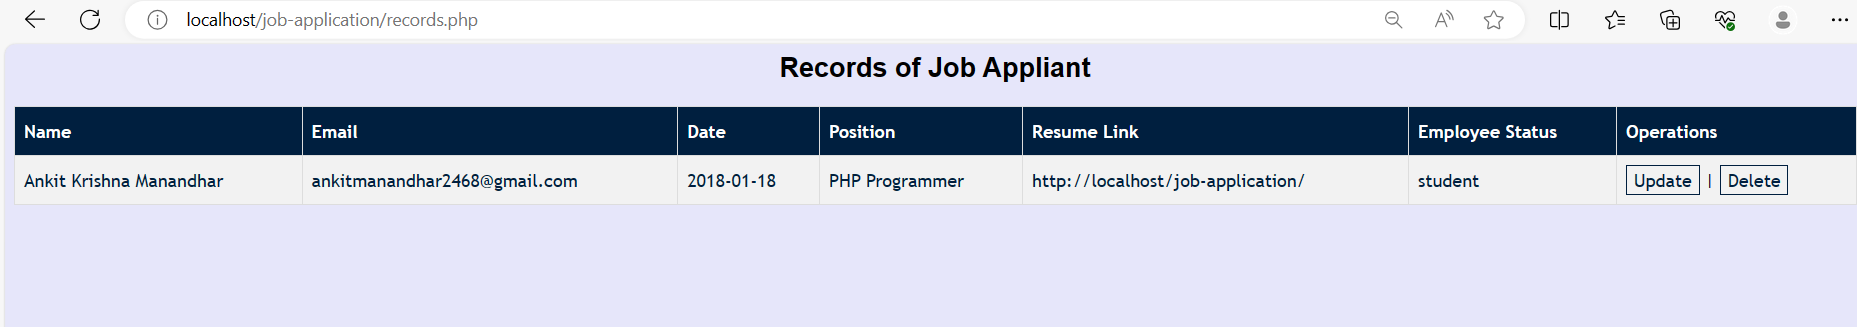 localhost/job-application/records.php
Records of Job Appliant
Name Email Date Position Resume Link Employee Status Operations
Ankit Krishna Manandhar ankitmanandhar2468@gmail.com 2018-01-18 PHP Programmer http://localhost/job-application/ student Update | Delete